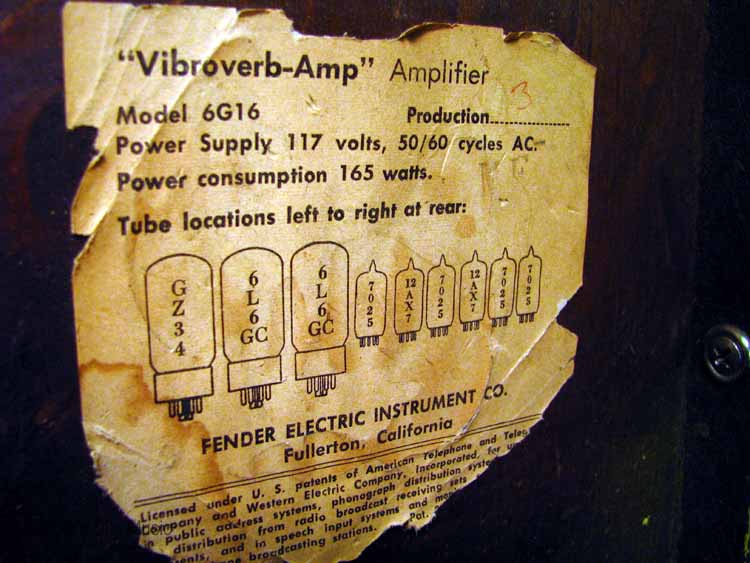 "Vibroverb-Amp" Amplifier
Model 6G16 Production 3
Power Supply 117 volts, 50/60 cycles AC.
Power consumption 165 watts.
Tube locations left to right at rear:
GZ34 6L6GC 6L6GC 7025 12AX7 7025 12AX7 7025 7025
FENDER ELECTRIC INSTRUMENT CO.
Fullerton, California
Licensed under U. S. patents of American Telephone and
Company and Western Electric Company, Incorporated, for
in public address systems, phonograph distribution
distribution from radio broadcast receiving sets
and in speech input systems and
broadcasting stations. Pat.